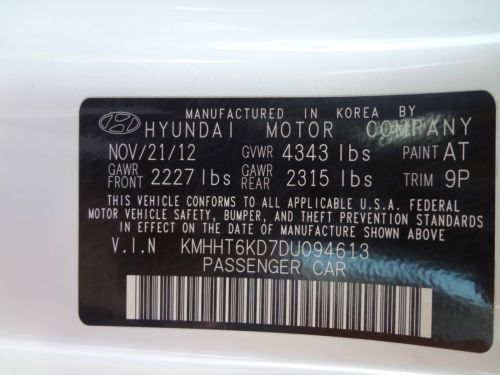 MANUFACTURED IN KOREA BY
HYUNDAI MOTOR COMPANY
NOV/21/12 GVWR 4343 lbs PAINT AT
GAWR FRONT 2227 lbs GAWR REAR 2315 lbs TRIM 9P
THIS VEHICLE CONFORMS TO ALL APPLICABLE U.S.A. FEDERAL
MOTOR VEHICLE SAFETY, BUMPER, AND THEFT PREVENTION STANDARDS
IN EFFECT ON THE DATE OF MANUFACTURE SHOWN ABOVE
V.I.N KMHHT6KD7DU094613
PASSENGER CAR